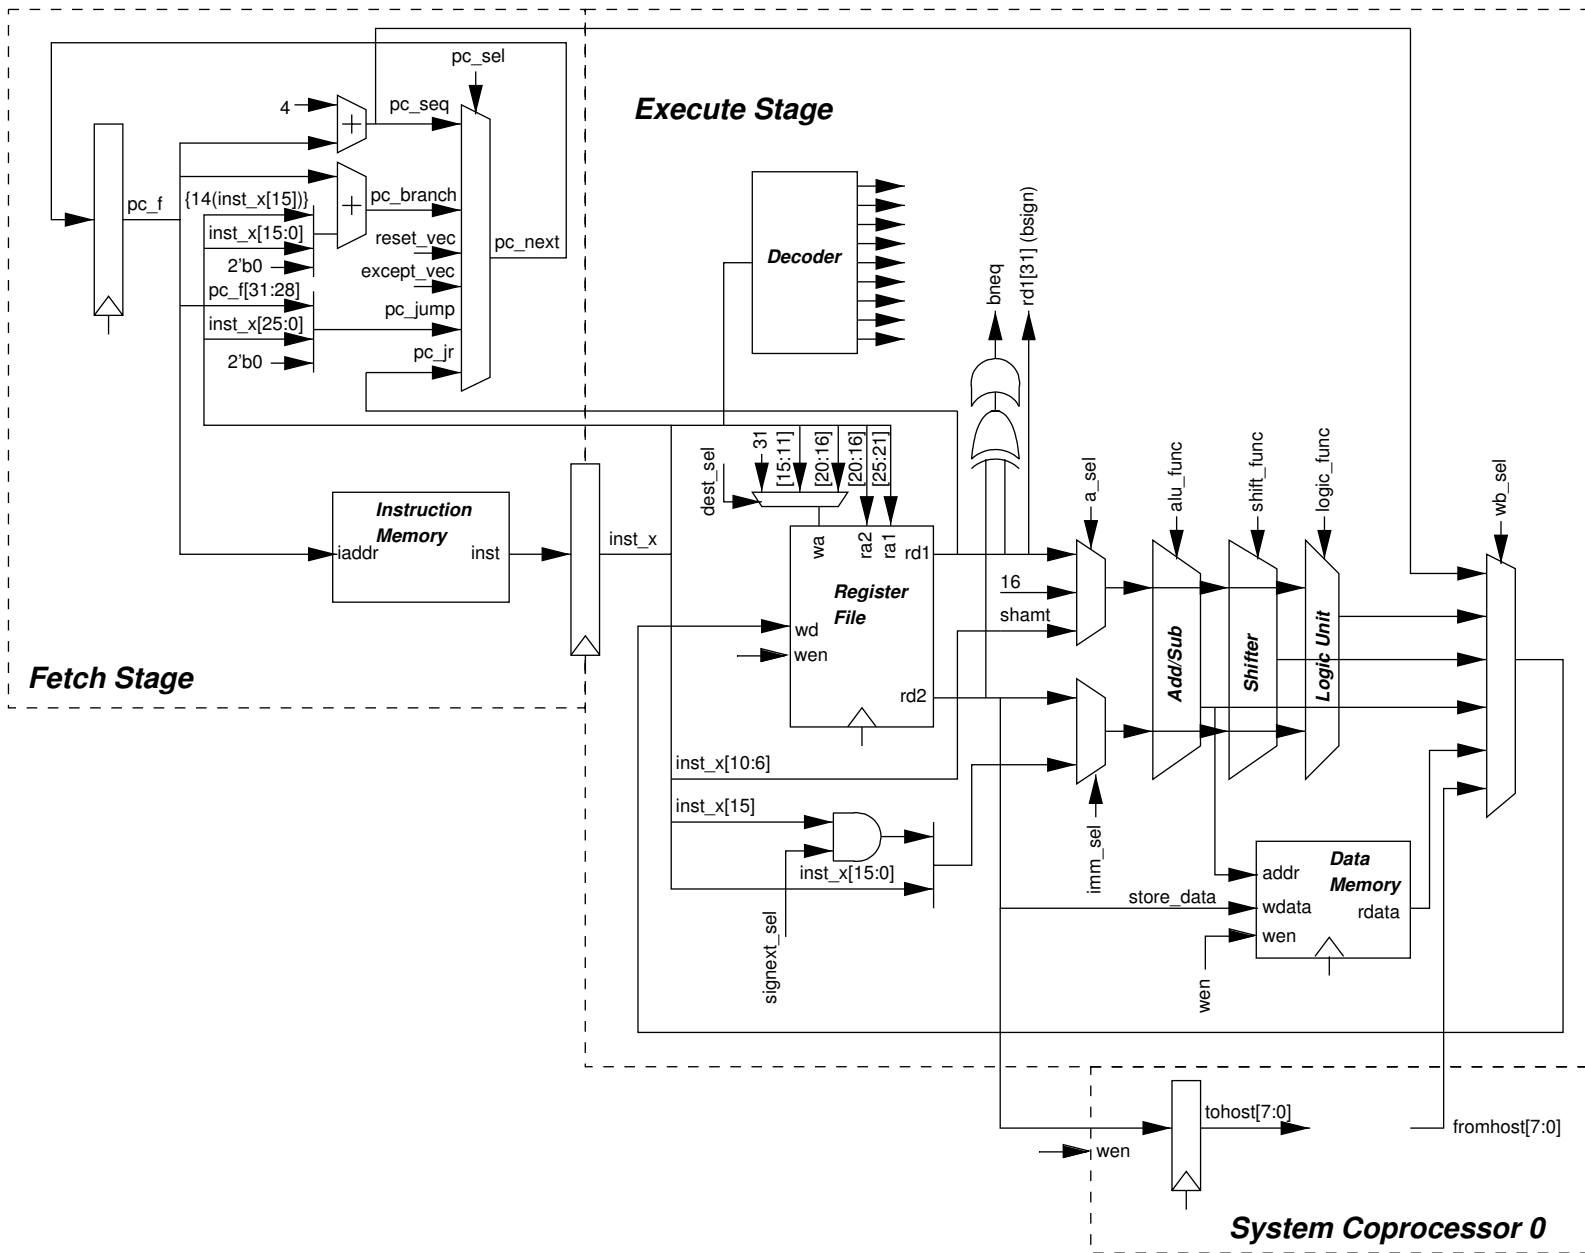 pc_sel
4
pc_seq
Execute Stage
pc_f
{14(inst_x[15])}
+
+
pc_branch
inst_x[15:0]
reset_vec
pc_next
2'b0
except_vec
pc_f[31:28]
pc_jump
inst_x[25:0]
pc_jr
2'b0
Decoder
bneq
rd1[31] (bsign)
dest_sel
31
[15:11]
[20:16]
[20:16]
[25:21]
a_sel
alu_func
shift_func
logic_func
wb_sel
Instruction
Memory
iaddr
inst
inst_x
wa
ra2
ra1
rd1
16
Register
File
shamt
wd
wen
rd2
Add/Sub
Shifter
Logic Unit
Fetch Stage
inst_x[10:6]
inst_x[15]
inst_x[15:0]
signext_sel
imm_sel
Data
Memory
addr
store_data
wdata
rdata
wen
wen
tohost[7:0]
fromhost[7:0]
wen
System Coprocessor 0